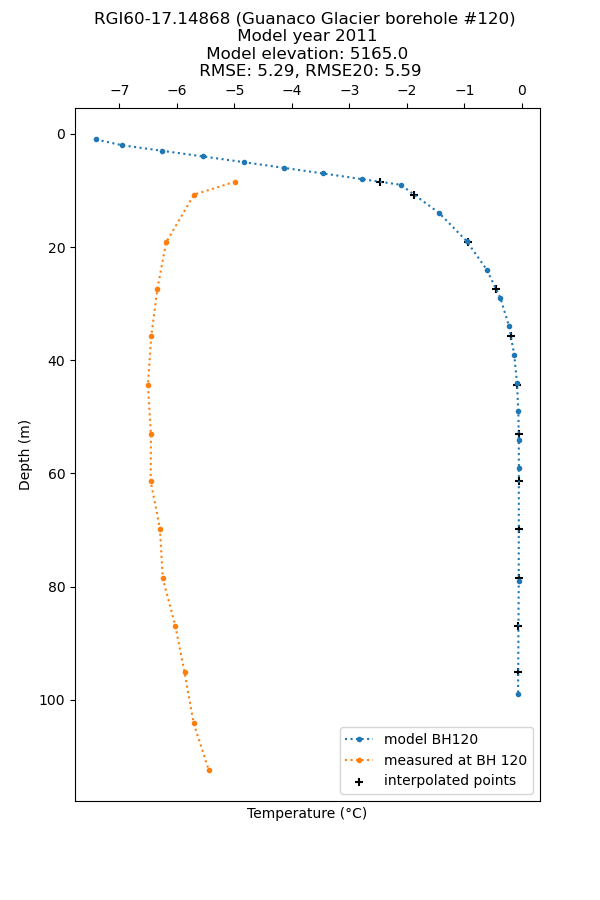 RGI60-17.14868 (Guanaco Glacier borehole #120)
Model year 2011
Model elevation: 5165.0
RMSE: 5.29, RMSE20: 5.59
−7 −6 −5 −4 −3 −2 −1 0
0
20
40
60
80
100
Depth (m)
model BH120
measured at BH 120
interpolated points
Temperature (°C)